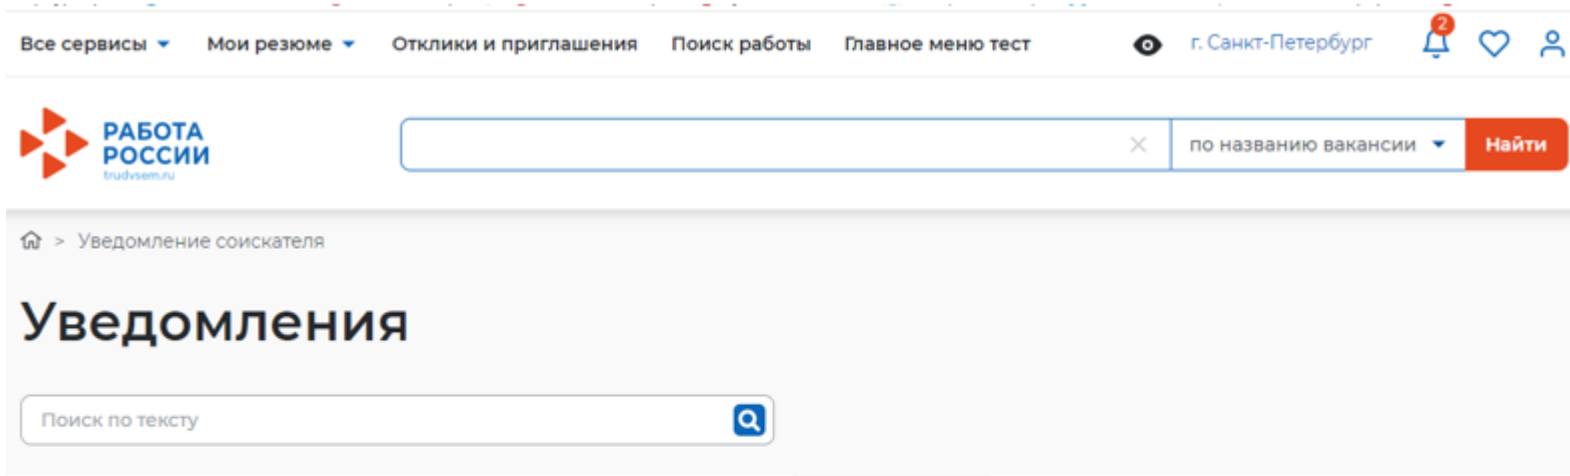 Все сервисы Мои резюме Отклики и приглашения Поиск работы Главное меню тест г. Санкт-Петербург 2
РАБОТА
РОССИИ
trudvsem.ru
по названию вакансии Найти
> Уведомление соискателя
Уведомления
Поиск по тексту